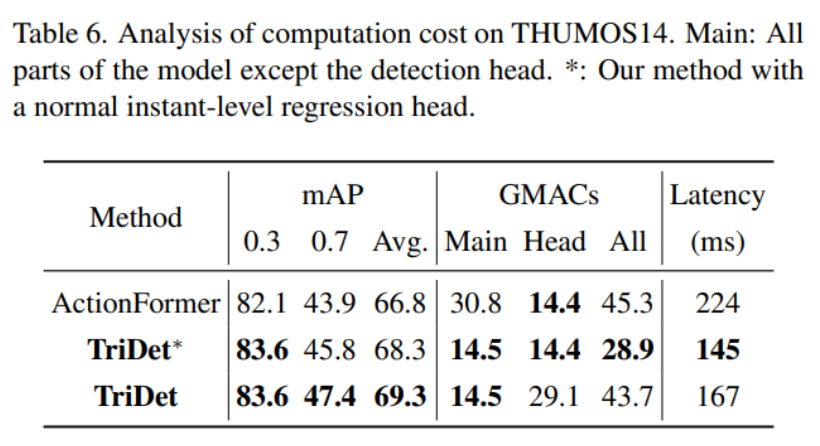 Table 6. Analysis of computation cost on THUMOS14. Main: All
parts of the model except the detection head. *: Our method with
a normal instant-level regression head.
Method mAP GMACs Latency
0.3 0.7 Avg. Main Head All (ms)
ActionFormer 82.1 43.9 66.8 30.8 14.4 45.3 224
TriDet* 83.6 45.8 68.3 14.5 14.4 28.9 145
TriDet 83.6 47.4 69.3 14.5 29.1 43.7 167